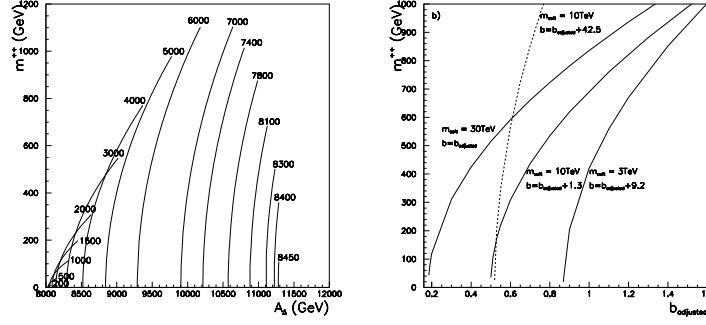 m⁺⁺ (GeV)
1200
1000
800
600
400
200
0
6000
7000
7400
5000
7800
4000
8100
3000
8300
8400
2000
1500
1000
8450
500
200
8000 8500 9000 9500 10000 10500 11000 11500 12000
A_Δ (GeV)
b)
m⁺⁺ (GeV)
1000
900
800
700
600
500
400
300
200
100
0
m_soft = 10TeV
b=b_adjusted+42.5
m_soft = 30TeV
b=b_adjusted
m_soft = 10TeV
b=b_adjusted+1.3
m_soft = 3TeV
b=b_adjusted+9.2
0.2 0.4 0.6 0.8 1 1.2 1.4 1.6
b_adjusted